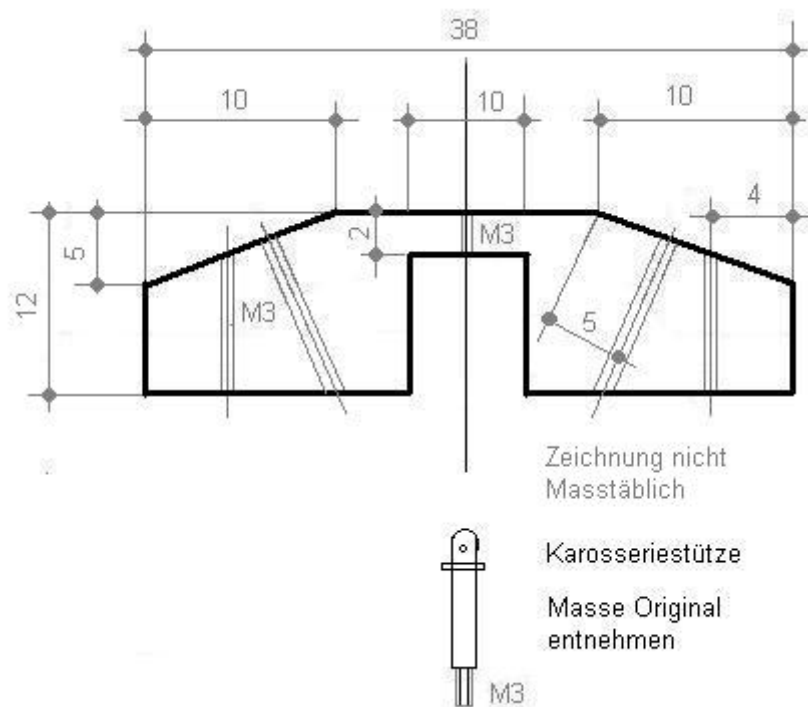 38
10
10
10
4
5
2
M3
12
M3
5
Zeichnung nicht
Masstäblich
Karosseriestütze
Masse Original
entnehmen
M3